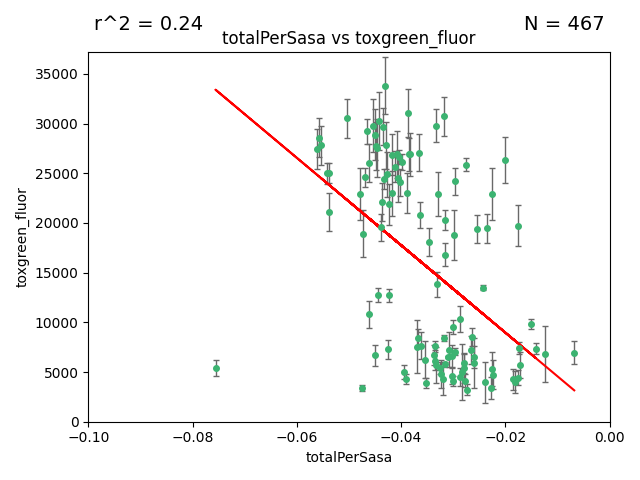 r^2 = 0.24
N = 467
totalPerSasa vs toxgreen_fluor
toxgreen_fluor
35000
30000
25000
20000
15000
10000
5000
0
−0.10
−0.08
−0.06
−0.04
−0.02
0.00
totalPerSasa